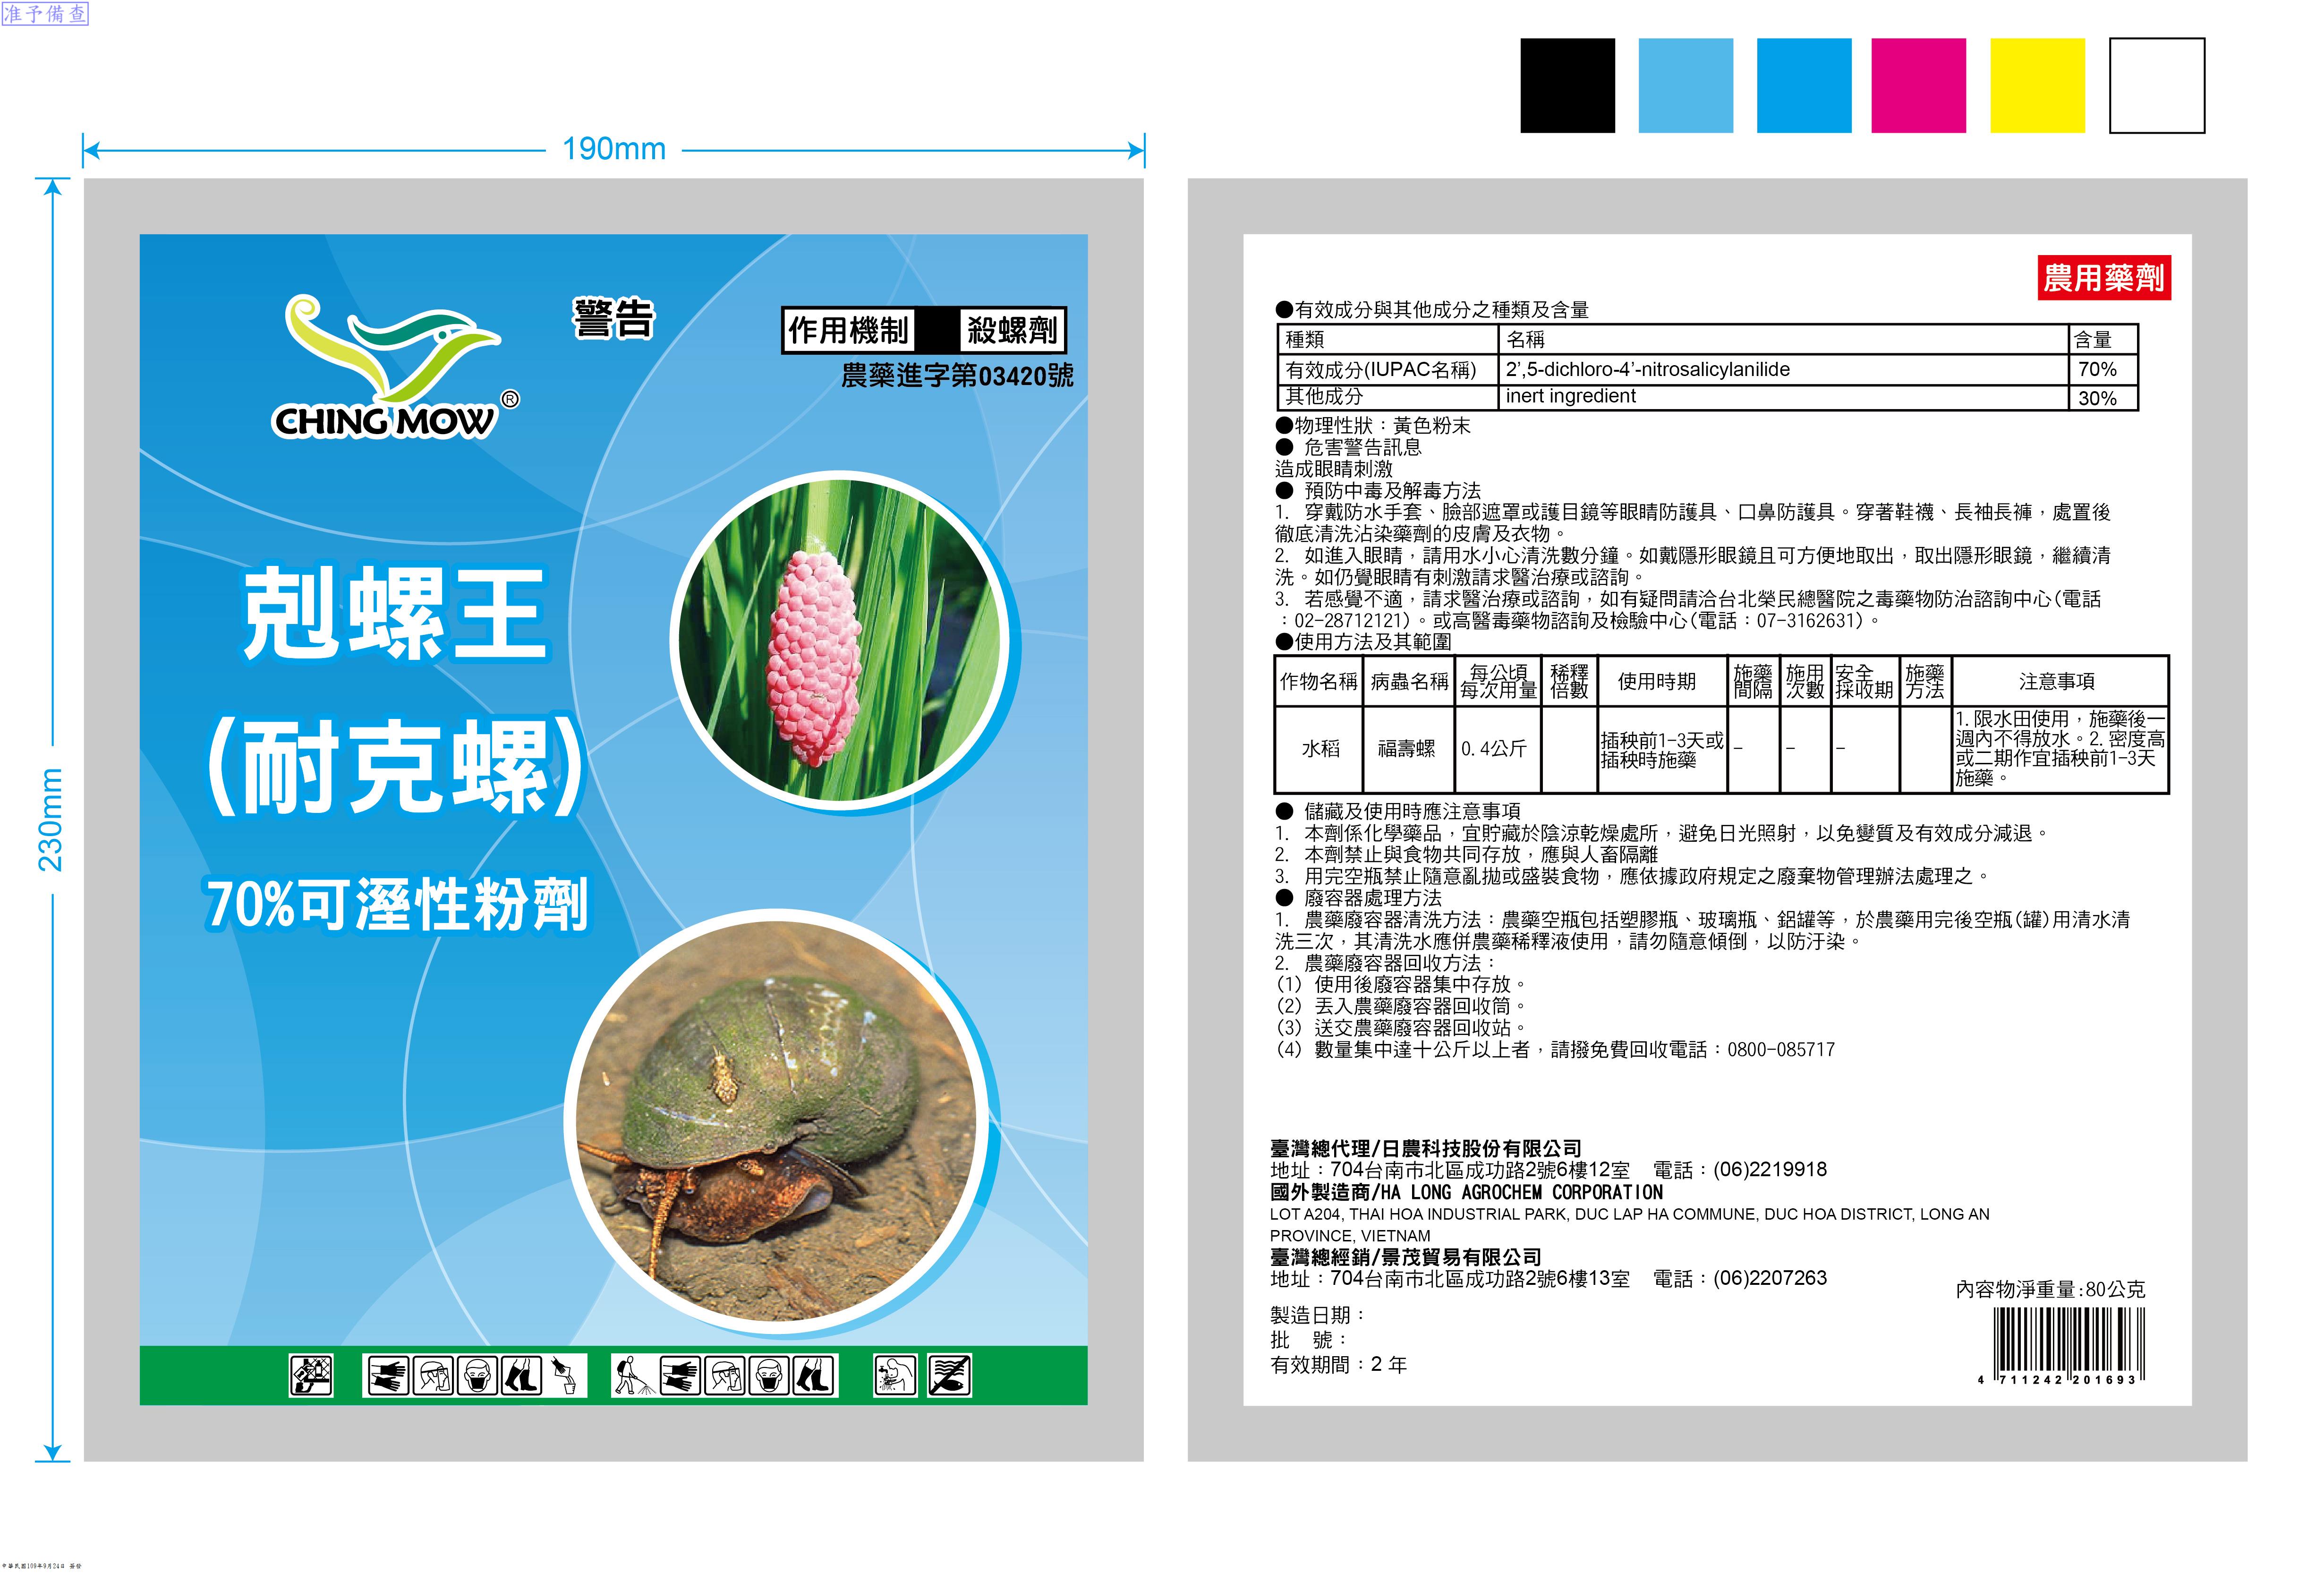 准予備查
190mm
230mm
CHING MOW®
警告
作用機制 殺螺劑
農藥進字第03420號
剋螺王
(耐克螺)
70%可溼性粉劑
農用藥劑
●有效成分與其他成分之種類及含量
種類 名稱 含量
有效成分(IUPAC名稱) 2’,5-dichloro-4’-nitrosalicylanilide 70%
其他成分 inert ingredient 30%
●物理性狀：黃色粉末
● 危害警告訊息
造成眼睛刺激
● 預防中毒及解毒方法
1. 穿戴防水手套、臉部遮罩或護目鏡等眼睛防護具、口鼻防護具。穿著鞋襪、長袖長褲，處置後
徹底清洗沾染藥劑的皮膚及衣物。
2. 如進入眼睛，請用水小心清洗數分鐘。如戴隱形眼鏡且可方便地取出，取出隱形眼鏡，繼續清
洗。如仍覺眼睛有刺激請求醫治療或諮詢。
3. 若感覺不適，請求醫治療或諮詢，如有疑問請洽台北榮民總醫院之毒藥物防治諮詢中心(電話
：02-28712121)。或高醫毒藥物諮詢及檢驗中心(電話：07-3162631)。
●使用方法及其範圍
作物名稱 病蟲名稱 每公頃每次用量 稀釋倍數 使用時期 施藥間隔 施用次數 安全採收期 施藥方法 注意事項
水稻 福壽螺 0.4公斤 插秧前1-3天或插秧時施藥 - - - 1.限水田使用，施藥後一
週內不得放水。2.密度高
或二期作宜插秧前1-3天
施藥。
● 儲藏及使用時應注意事項
1. 本劑係化學藥品，宜貯藏於陰涼乾燥處所，避免日光照射，以免變質及有效成分減退。
2. 本劑禁止與食物共同存放，應與人畜隔離
3. 用完空瓶禁止隨意亂拋或盛裝食物，應依據政府規定之廢棄物管理辦法處理之。
● 廢容器處理方法
1. 農藥廢容器清洗方法：農藥空瓶包括塑膠瓶、玻璃瓶、鋁罐等，於農藥用完後空瓶(罐)用清水清
洗三次，其清洗水應併農藥稀釋液使用，請勿隨意傾倒，以防汙染。
2. 農藥廢容器回收方法：
(1) 使用後廢容器集中存放。
(2) 丟入農藥廢容器回收筒。
(3) 送交農藥廢容器回收站。
(4) 數量集中達十公斤以上者，請撥免費回收電話：0800-085717
臺灣總代理/日農科技股份有限公司
地址：704台南市北區成功路2號6樓12室 電話：(06)2219918
國外製造商/HA LONG AGROCHEM CORPORATION
LOT A204, THAI HOA INDUSTRIAL PARK, DUC LAP HA COMMUNE, DUC HOA DISTRICT, LONG AN
PROVINCE, VIETNAM
臺灣總經銷/景茂貿易有限公司
地址：704台南市北區成功路2號6樓13室 電話：(06)2207263
內容物淨重量:80公克
製造日期：
批 號：
有效期間：2 年
4 711242 201693
中華民國109年9月24日 簽發